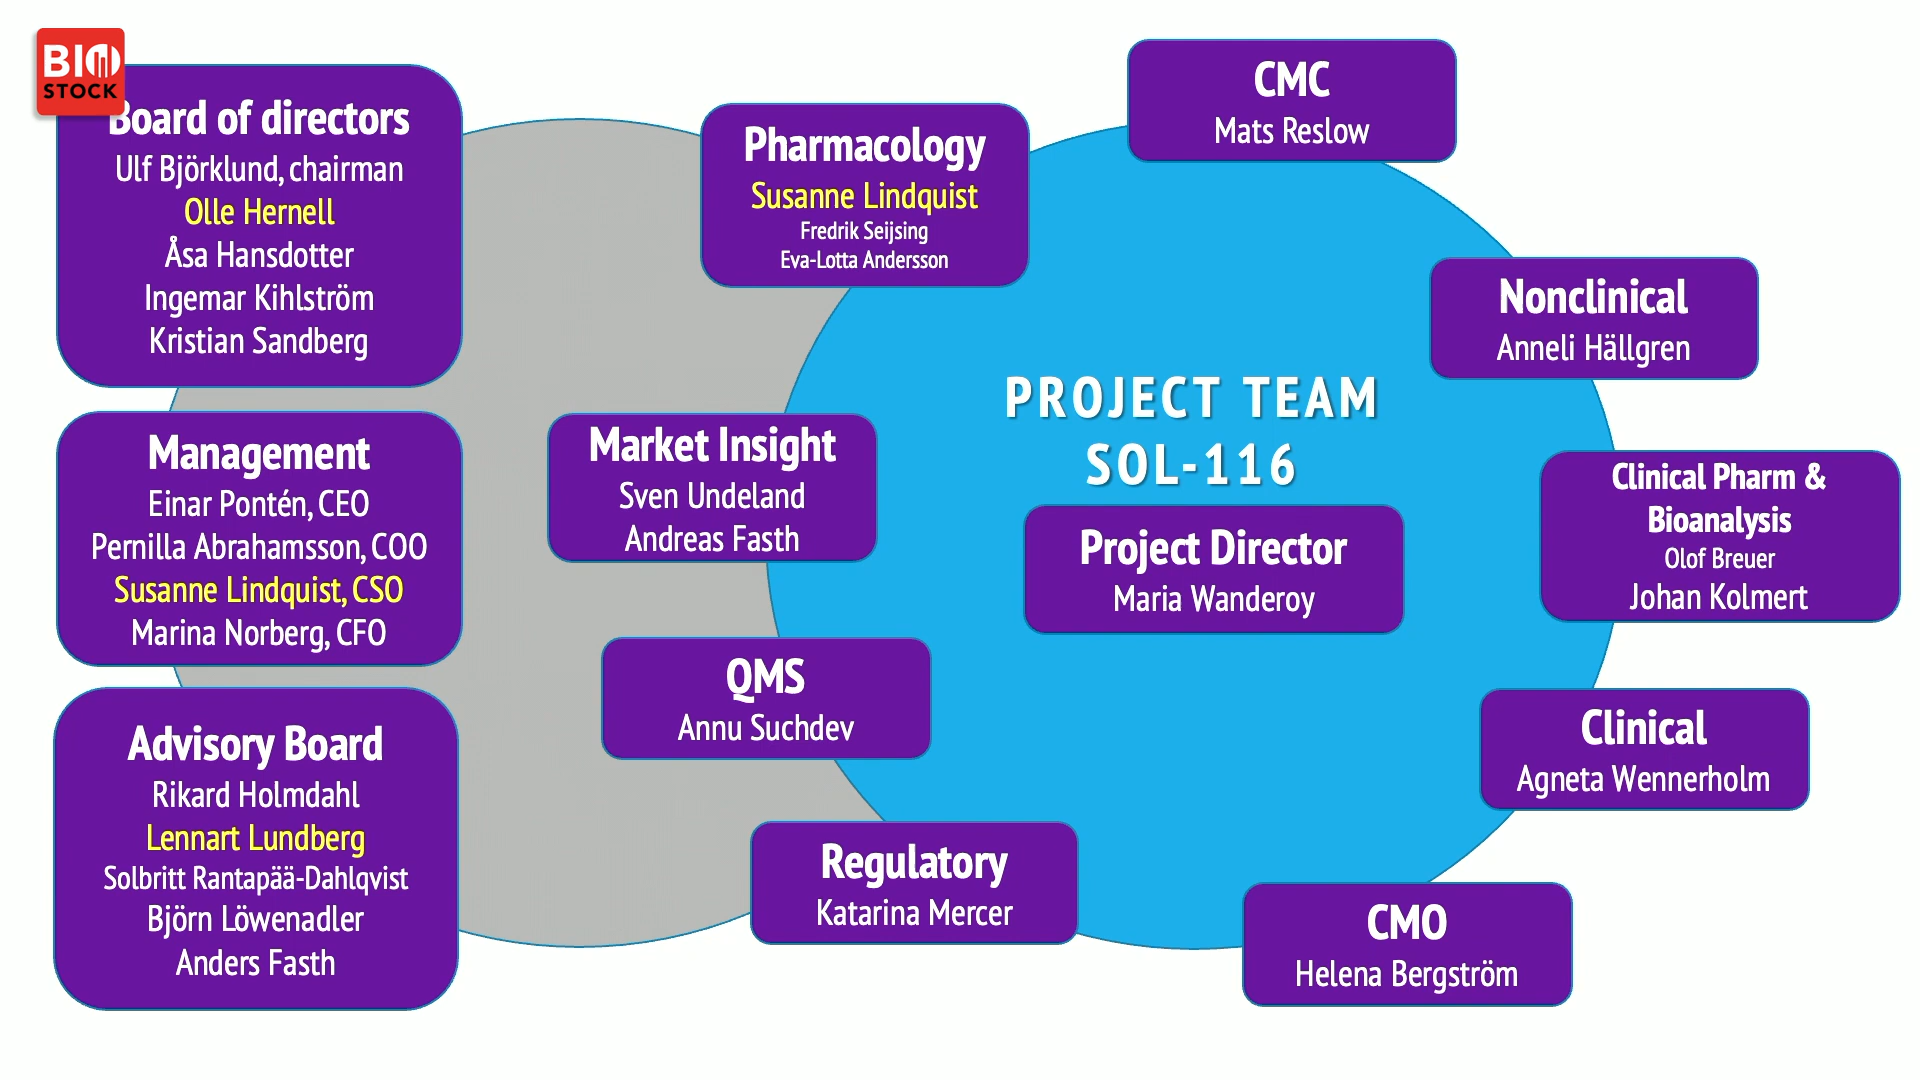 BIO
STOCK
Board of directors
Ulf Björklund, chairman
Olle Hernell
Åsa Hansdotter
Ingemar Kihlström
Kristian Sandberg
Management
Einar Pontén, CEO
Pernilla Abrahamsson, COO
Susanne Lindquist, CSO
Marina Norberg, CFO
Advisory Board
Rikard Holmdahl
Lennart Lundberg
Solbritt Rantapää-Dahlqvist
Björn Löwenadler
Anders Fasth
Pharmacology
Susanne Lindquist
Fredrik Seijsing
Eva-Lotta Andersson
Market Insight
Sven Undeland
Andreas Fasth
QMS
Annu Suchdev
Regulatory
Katarina Mercer
PROJECT TEAM
SOL-116
Project Director
Maria Wanderoy
CMC
Mats Reslow
Nonclinical
Anneli Hällgren
Clinical Pharm &
Bioanalysis
Olof Breuer
Johan Kolmert
Clinical
Agneta Wennerholm
CMO
Helena Bergström